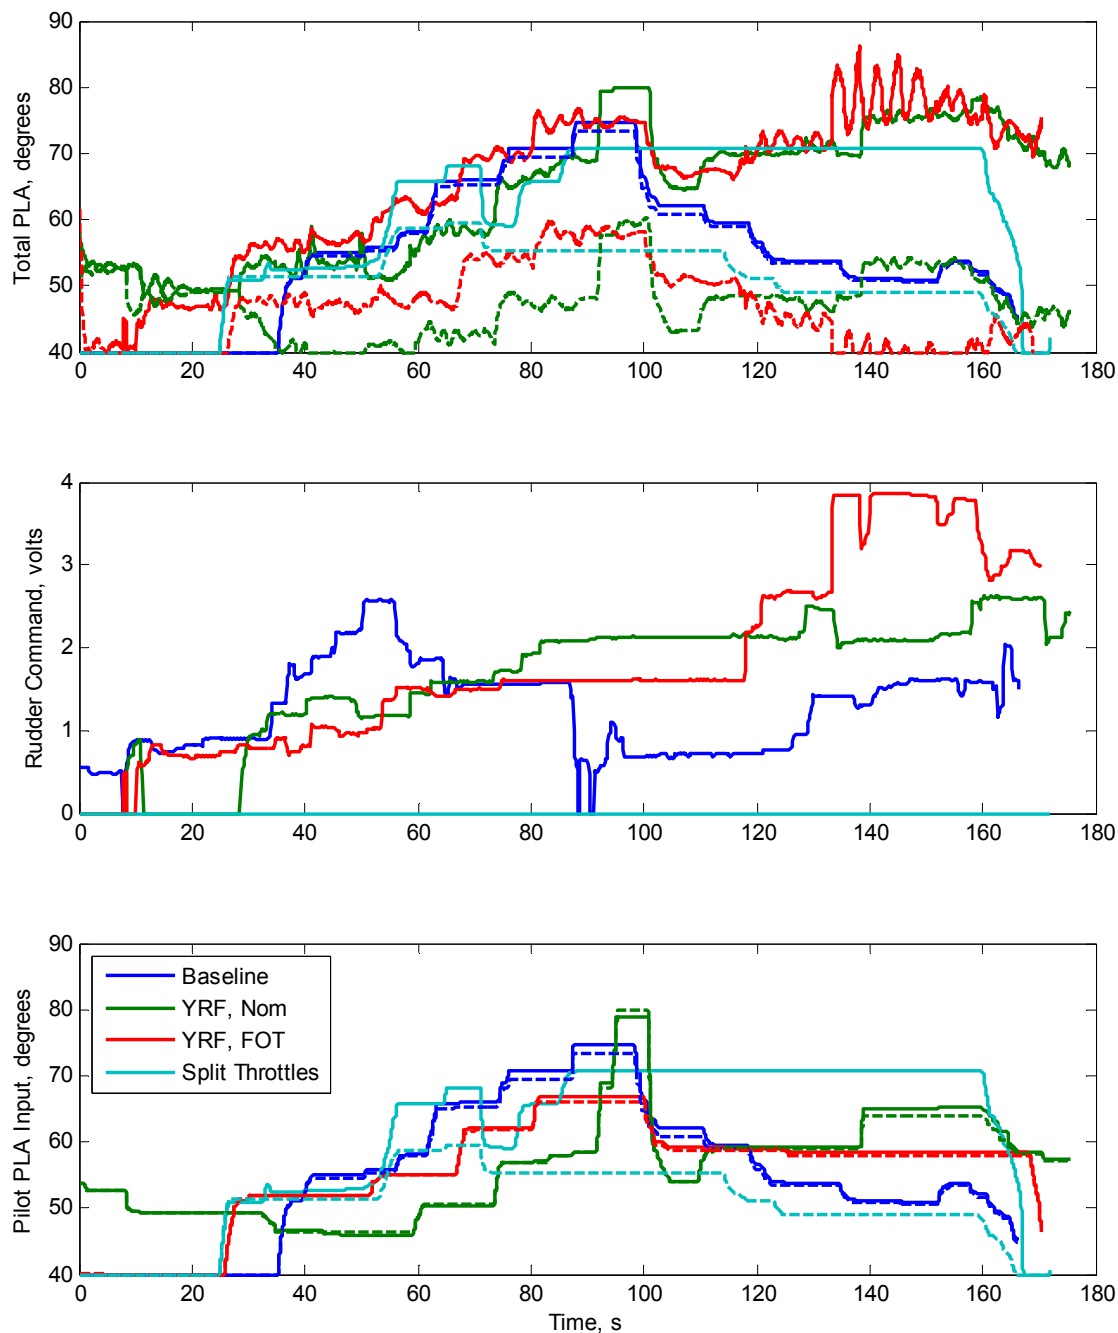 90
80
70
60
50
40
Total PLA, degrees
0 20 40 60 80 100 120 140 160 180
4
3
2
1
0
Rudder Command, volts
0 20 40 60 80 100 120 140 160 180
90
80
70
60
50
40
Pilot PLA Input, degrees
Baseline
YRF, Nom
YRF, FOT
Split Throttles
0 20 40 60 80 100 120 140 160 180
Time, s